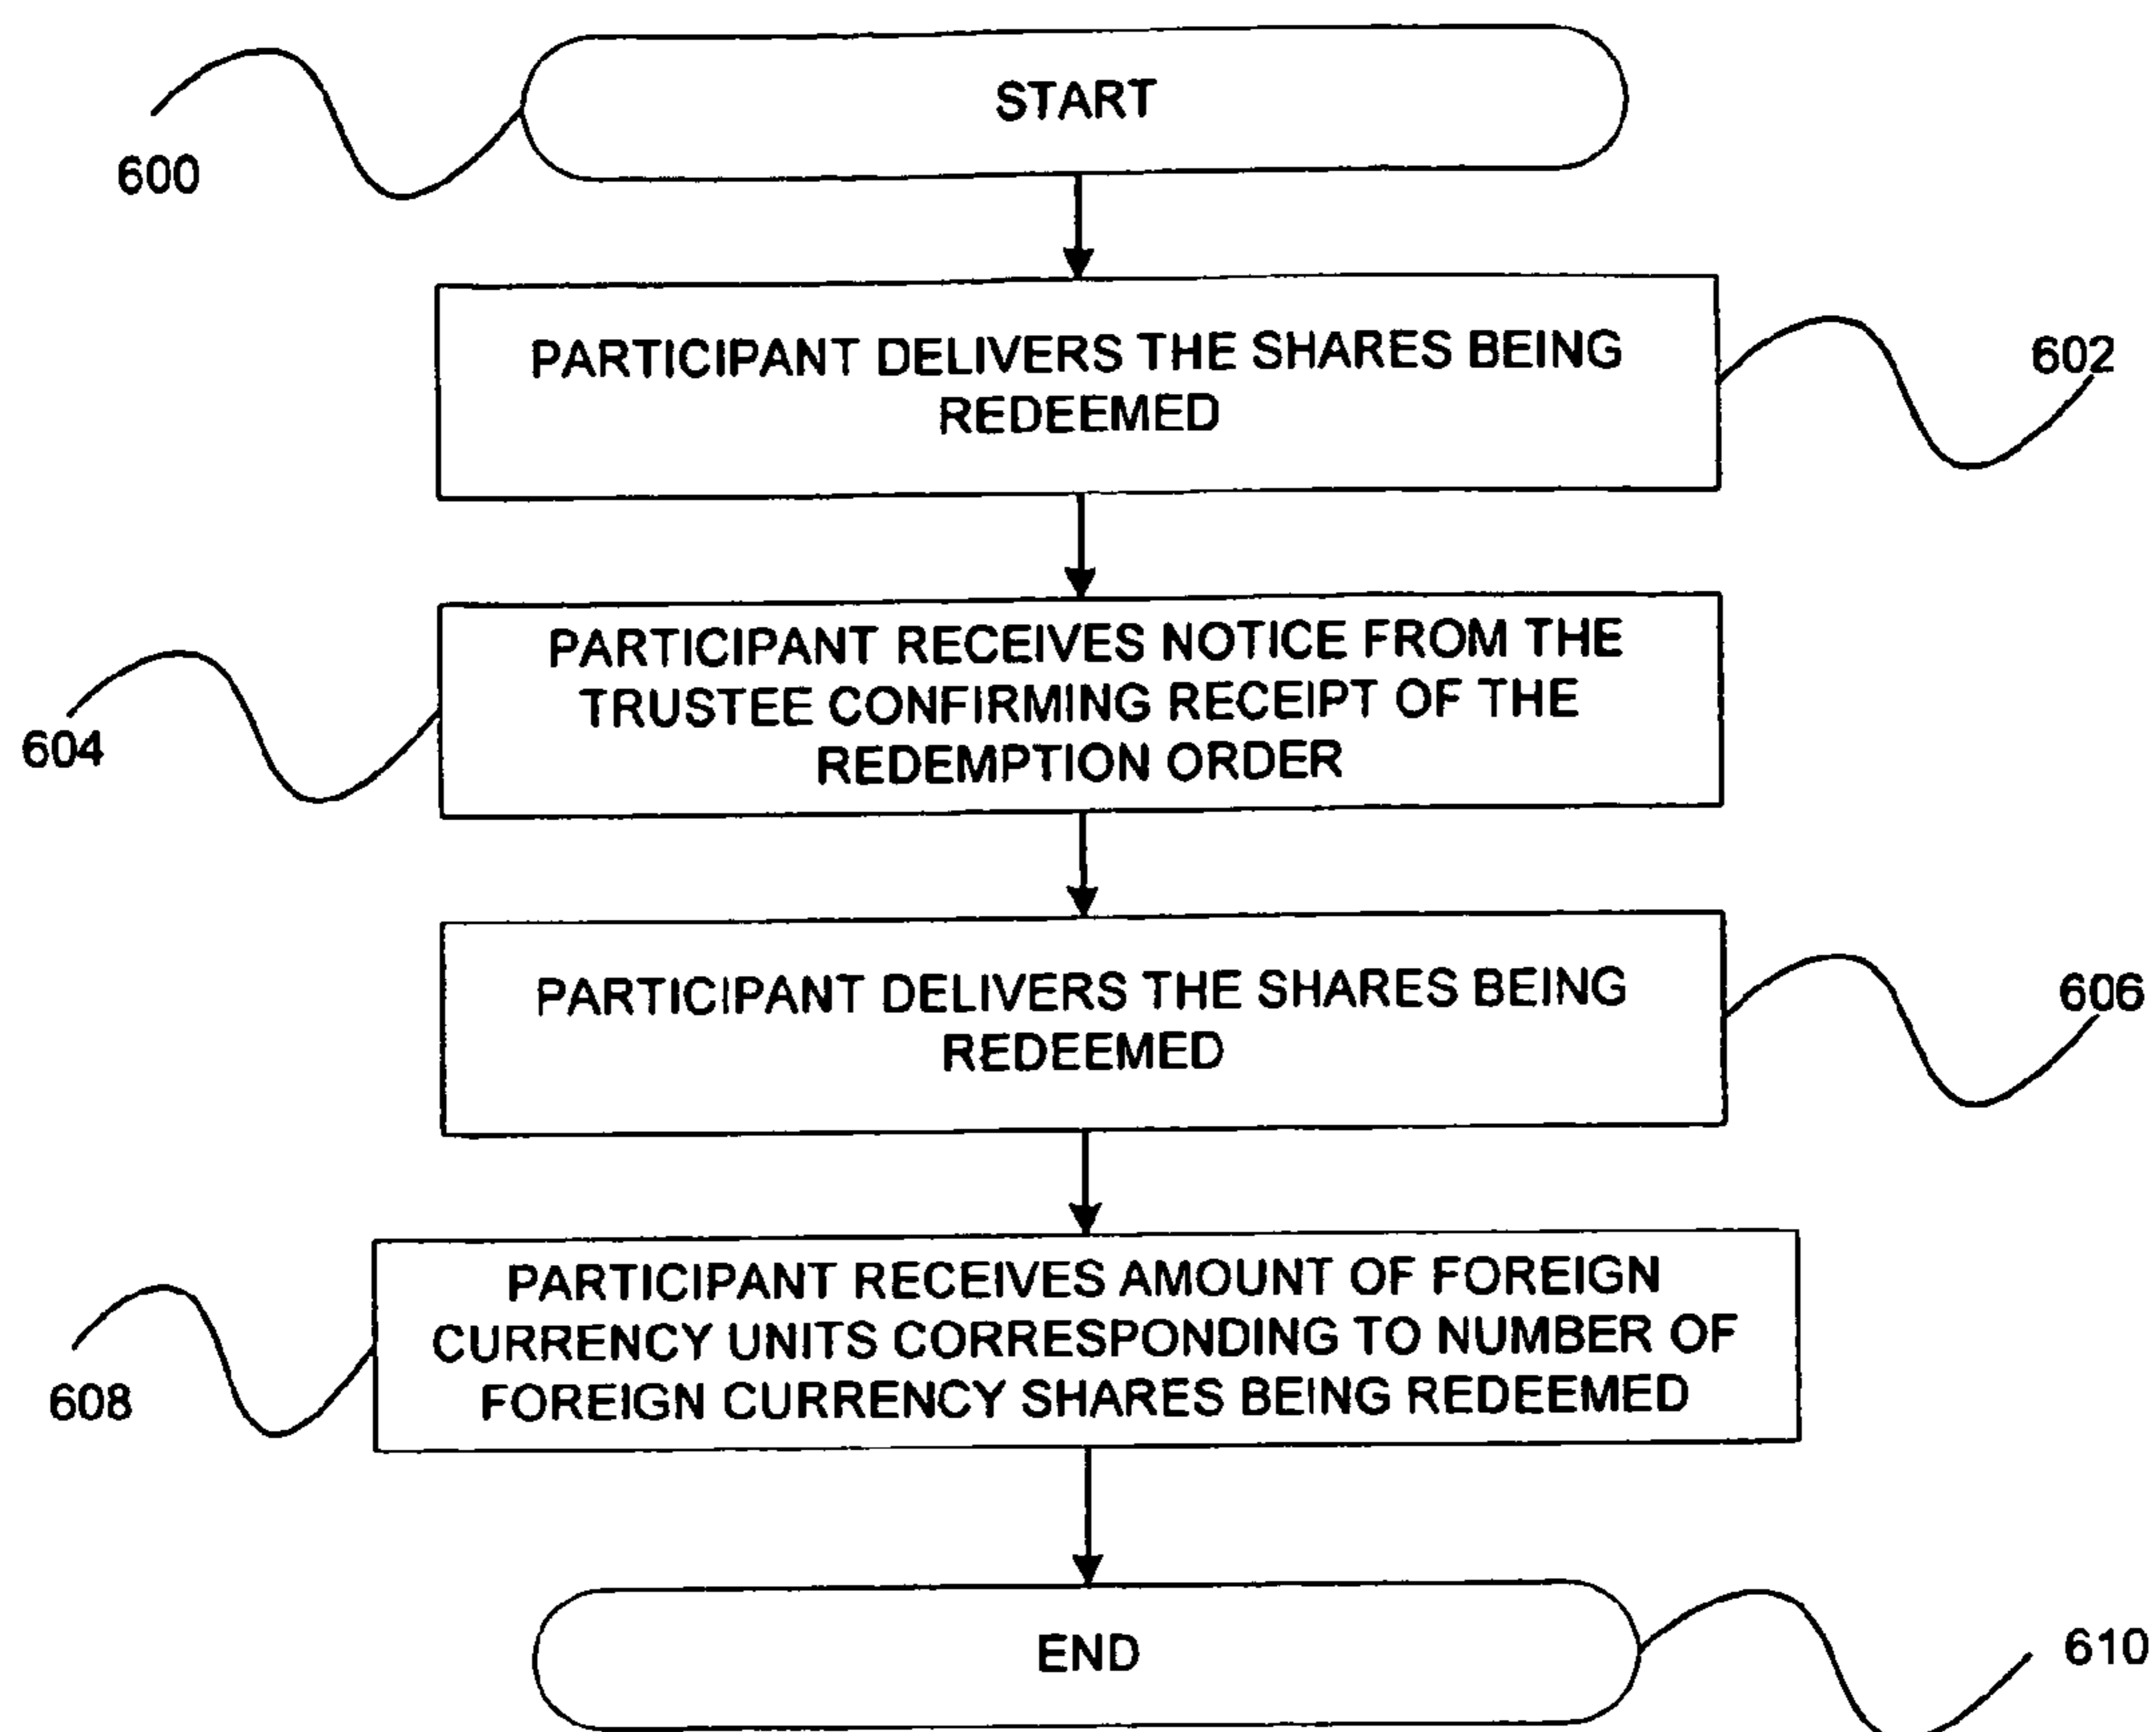 START
600
PARTICIPANT DELIVERS THE SHARES BEING
REDEEMED
602
PARTICIPANT RECEIVES NOTICE FROM THE
TRUSTEE CONFIRMING RECEIPT OF THE
REDEMPTION ORDER
604
PARTICIPANT DELIVERS THE SHARES BEING
REDEEMED
606
PARTICIPANT RECEIVES AMOUNT OF FOREIGN
CURRENCY UNITS CORRESPONDING TO NUMBER OF
FOREIGN CURRENCY SHARES BEING REDEEMED
608
END
610